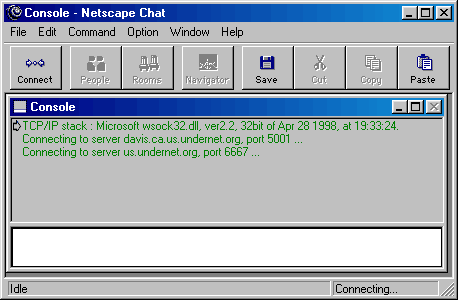 Console - Netscape Chat
File Edit Command Option Window Help
Connect People Rooms Navigator Save Cut Copy Paste
Console
TCP/IP stack : Microsoft wsock32.dll, ver2.2, 32bit of Apr 28 1998, at 19:33:24.
Connecting to server davis.ca.us.undernet.org, port 5001 ...
Connecting to server us.undernet.org, port 6667 ...
Idle Connecting...